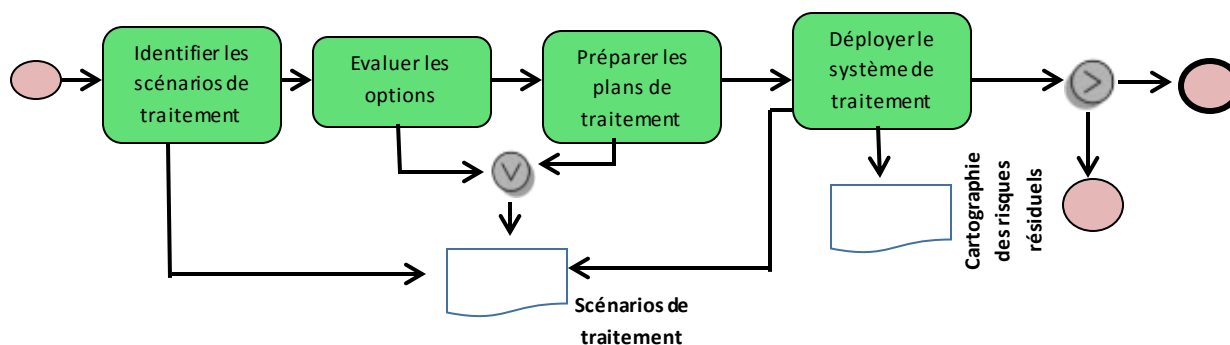 Identifier les
scénarios de
traitement
Evaluer les
options
Préparer les
plans de
traitement
Déployer le
système de
traitement
Cartographie
des risques
résiduels
Scénarios de
traitement